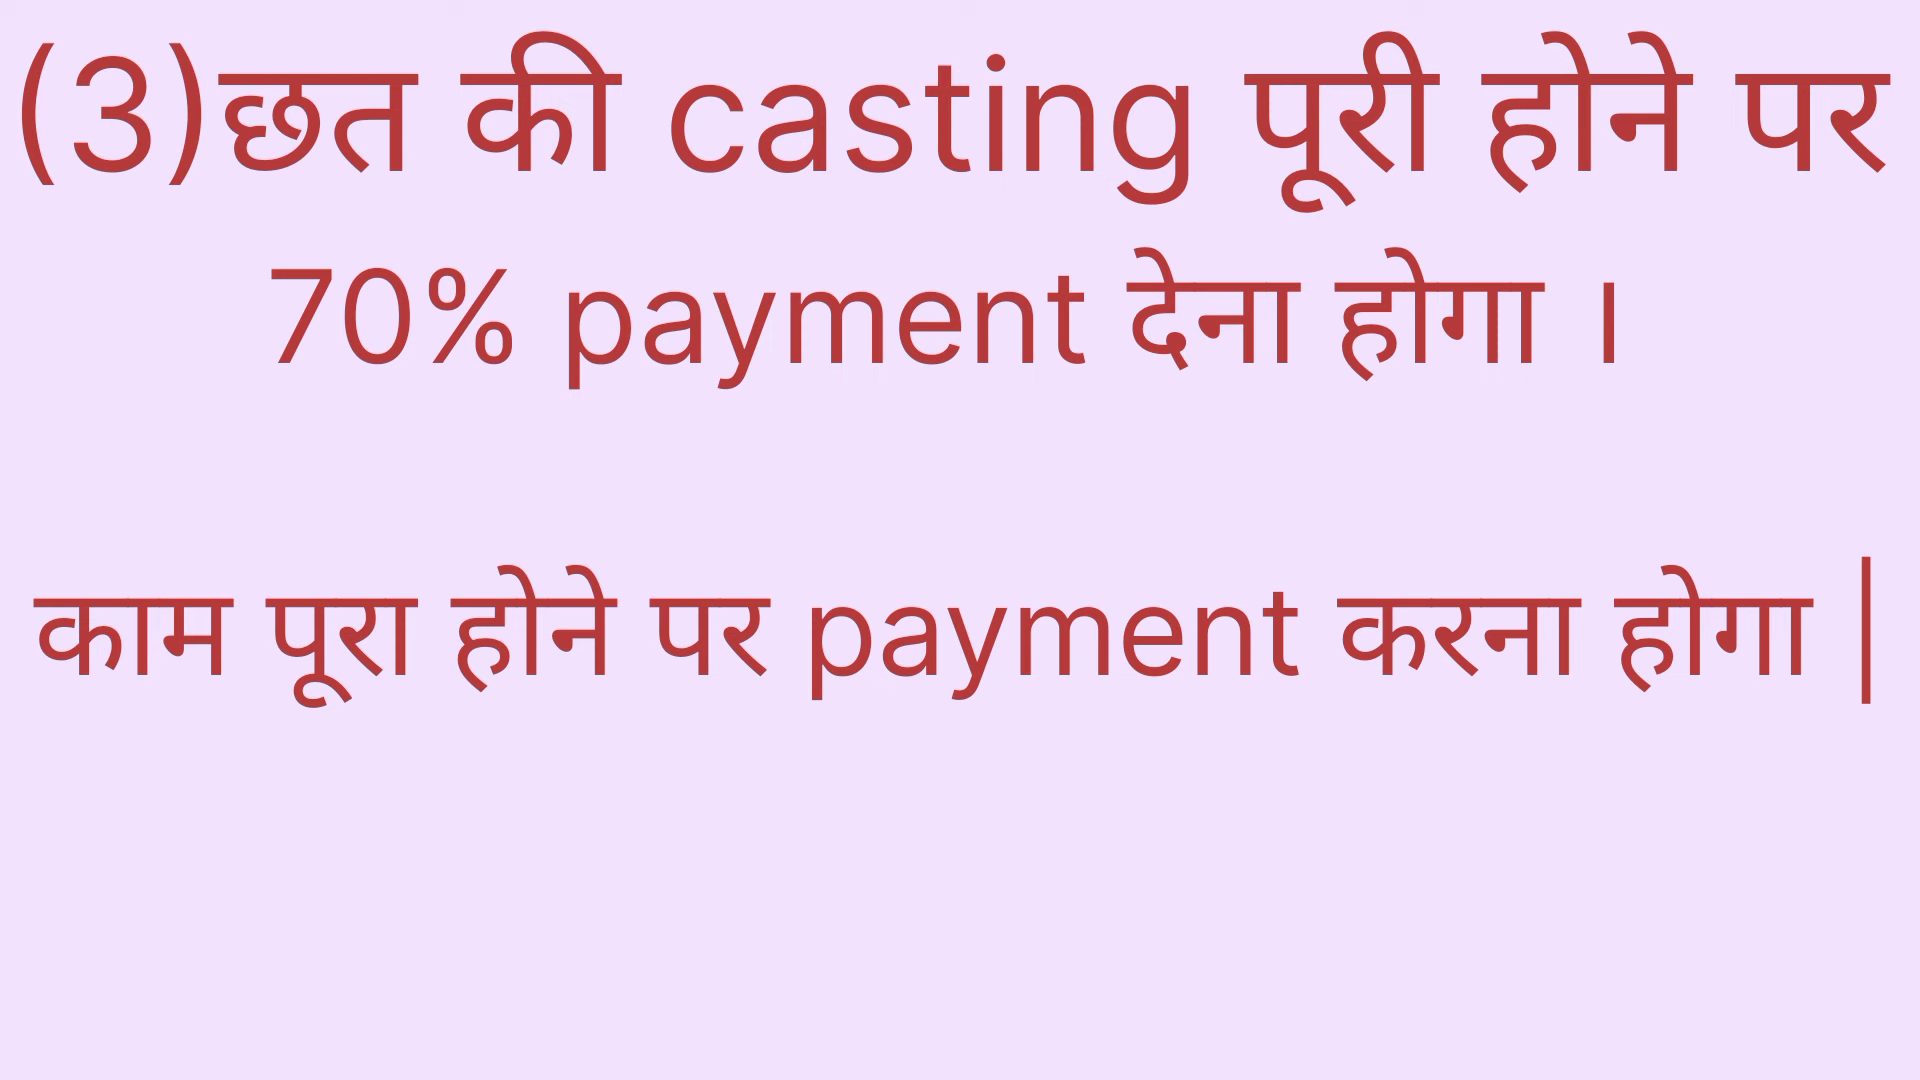 (3)छत की casting पूरी होने पर
70% payment देना होगा ।
काम पूरा होने पर payment करना होगा |